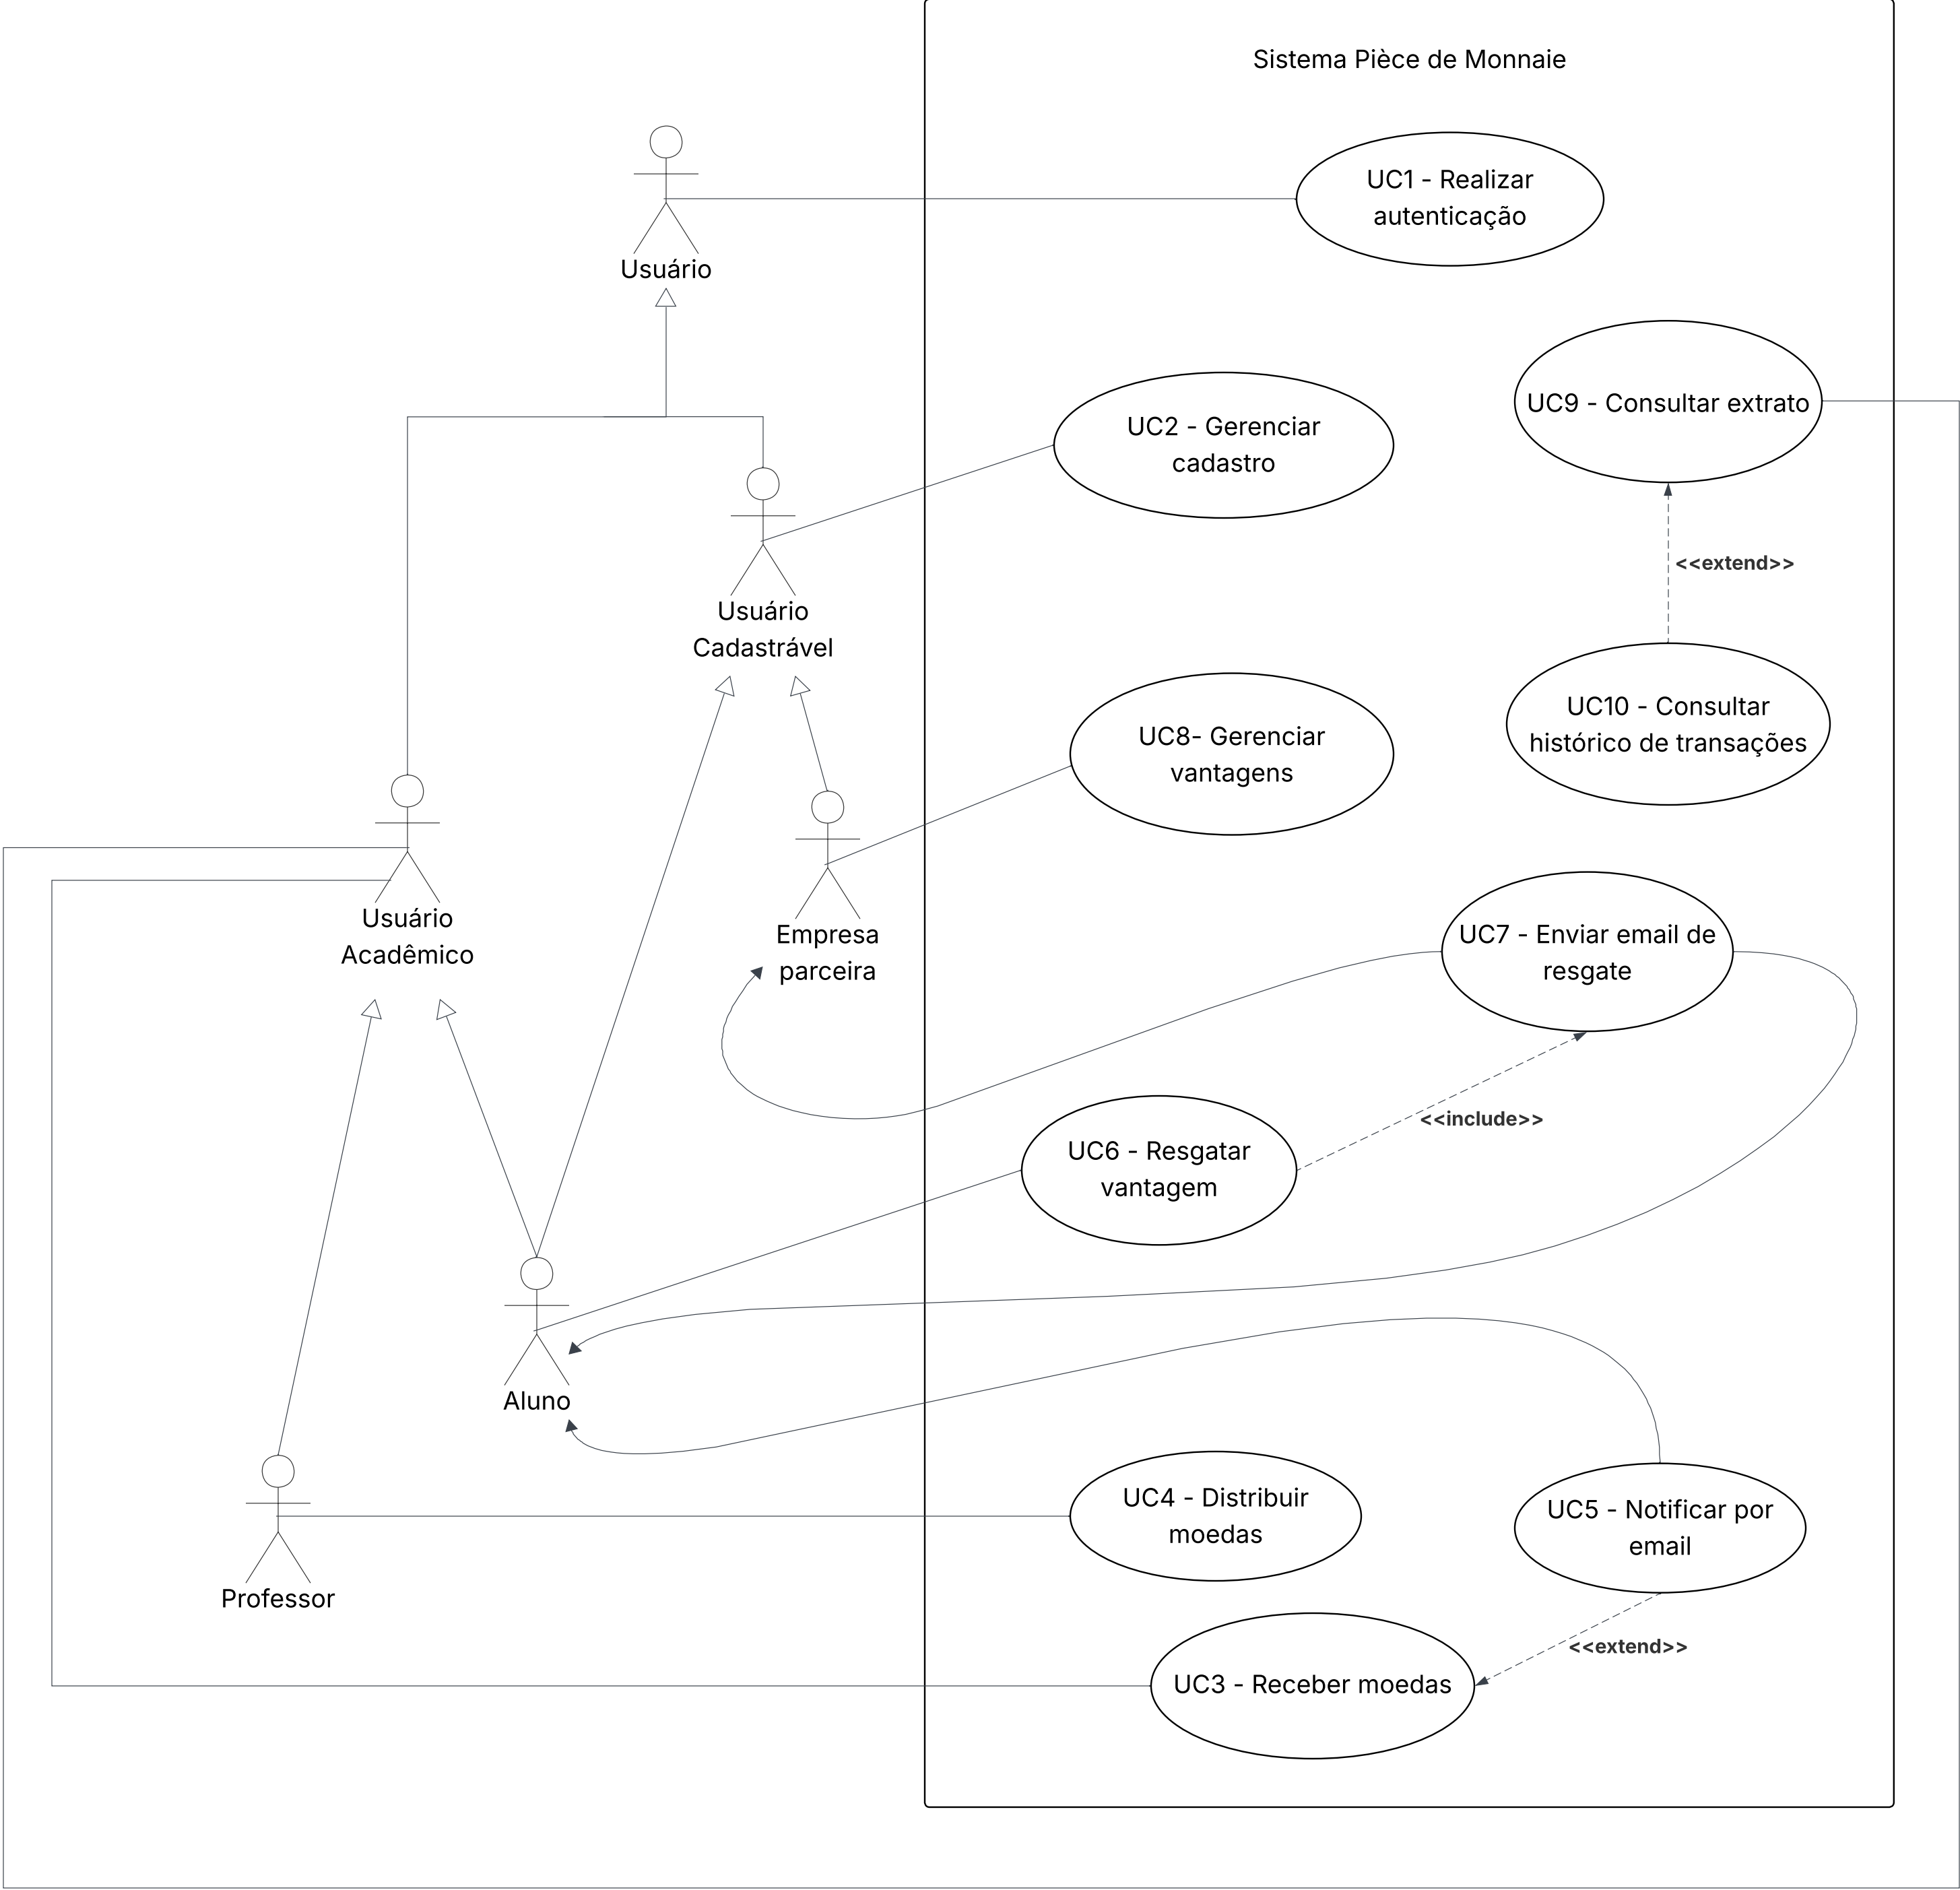 Sistema Pièce de Monnaie
UC1 - Realizar
autenticação
Usuário
UC9 - Consultar extrato
UC2 - Gerenciar
cadastro
<<extend>>
Usuário
Cadastrável
UC10 - Consultar
histórico de transações
UC8- Gerenciar
vantagens
Usuário
Acadêmico
Empresa
parceira
UC7 - Enviar email de
resgate
<<include>>
UC6 - Resgatar
vantagem
Aluno
UC4 - Distribuir
moedas
UC5 - Notificar por
email
Professor
<<extend>>
UC3 - Receber moedas